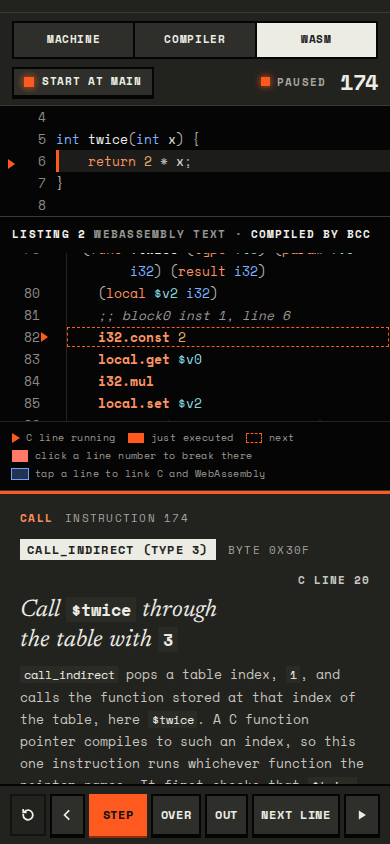 MACHINE COMPILER WASM
START AT MAIN PAUSED 174
4
5 int twice(int x) {
6 return 2 * x;
7 }
8
LISTING 2 WEBASSEMBLY TEXT · COMPILED BY BCC
i32) (result i32)
80 (local $v2 i32)
81 ;; block0 inst 1, line 6
82 i32.const 2
83 local.get $v0
84 i32.mul
85 local.set $v2
C line running just executed next
click a line number to break there
tap a line to link C and WebAssembly
CALL INSTRUCTION 174
CALL_INDIRECT (TYPE 3) BYTE 0X30F
C LINE 20
Call $twice through
the table with 3
call_indirect pops a table index, 1, and
calls the function stored at that index of
the table, here $twice. A C function
pointer compiles to such an index, so this
one instruction runs whichever function the
STEP OVER OUT NEXT LINE